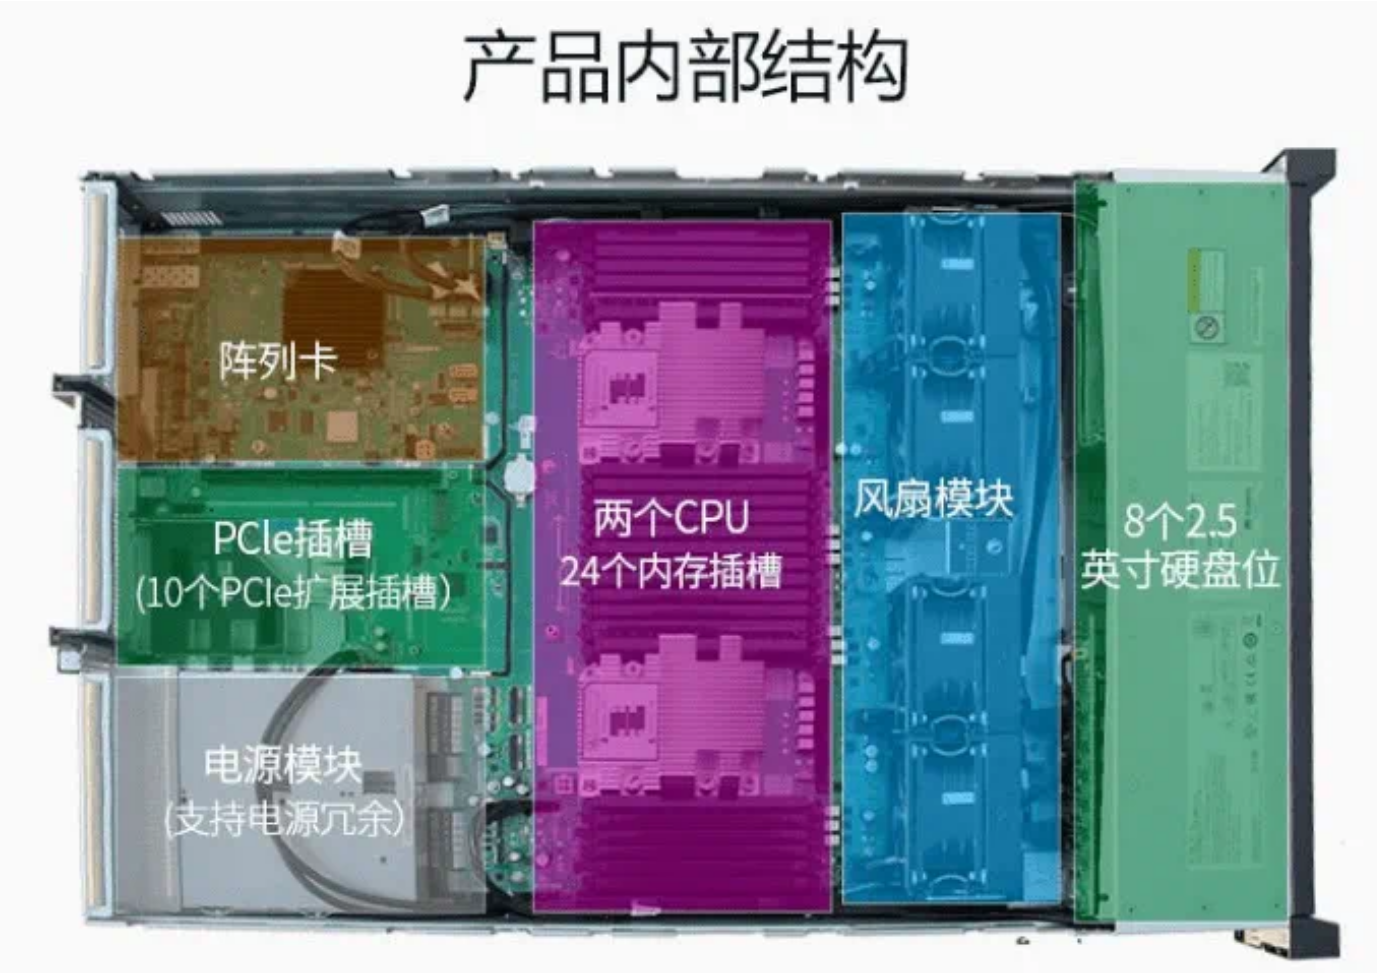 产品内部结构
阵列卡
PCle插槽
(10个PCIe扩展插槽）
电源模块
(支持电源冗余）
两个CPU
24个内存插槽
风扇模块
8个2.5
英寸硬盘位